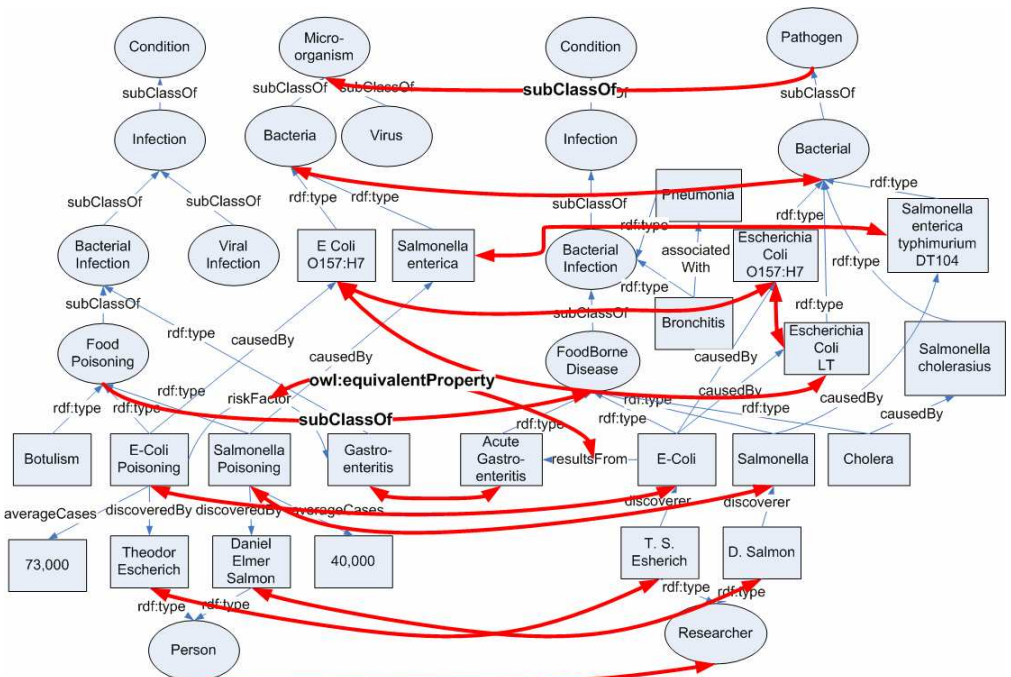 Condition
Micro-
organism
Condition
Pathogen
subClassOf
subClassOf
subClassOf
subClassOf
subClassOf
Infection
Bacteria
Virus
Infection
Bacterial
subClassOf
subClassOf
rdf:type
rdf:type
subClassOf
rdf:type
Pneumonia
rdf:type
rdf:type
Bacterial
Infection
Viral
Infection
E Coli
O157:H7
Salmonella
enterica
Bacterial
Infection
associated
With
Escherichia
Coli
O157:H7
Salmonella
enterica
typhimurium
DT104
rdf:type
rdf:type
subClassOf
rdf:type
subClassOf
Bronchitis
Food
Poisoning
causedBy
causedBy
FoodBorne
Disease
causedBy
Escherichia
Coli
LT
Salmonella
cholerasius
rdf:type
owl:equivalentProperty
causedBy
causedBy
causedBy
rdf:type
rdf:type
riskFactor
subClassOf
rdf:type
rdf:type
rdf:type
rdf:type
Botulism
E-Coli
Poisoning
Salmonella
Poisoning
Gastro-
enteritis
Acute
Gastro-
enteritis
resultsFrom
E-Coli
Salmonella
Cholera
averageCases
discoveredBy
discoveredBy
averageCases
discoverer
discoverer
73,000
Theodor
Escherich
Daniel
Elmer
Salmon
40,000
T. S.
Esherich
D. Salmon
rdf:type
rdf:type
rdf:type
rdf:type
Person
Researcher